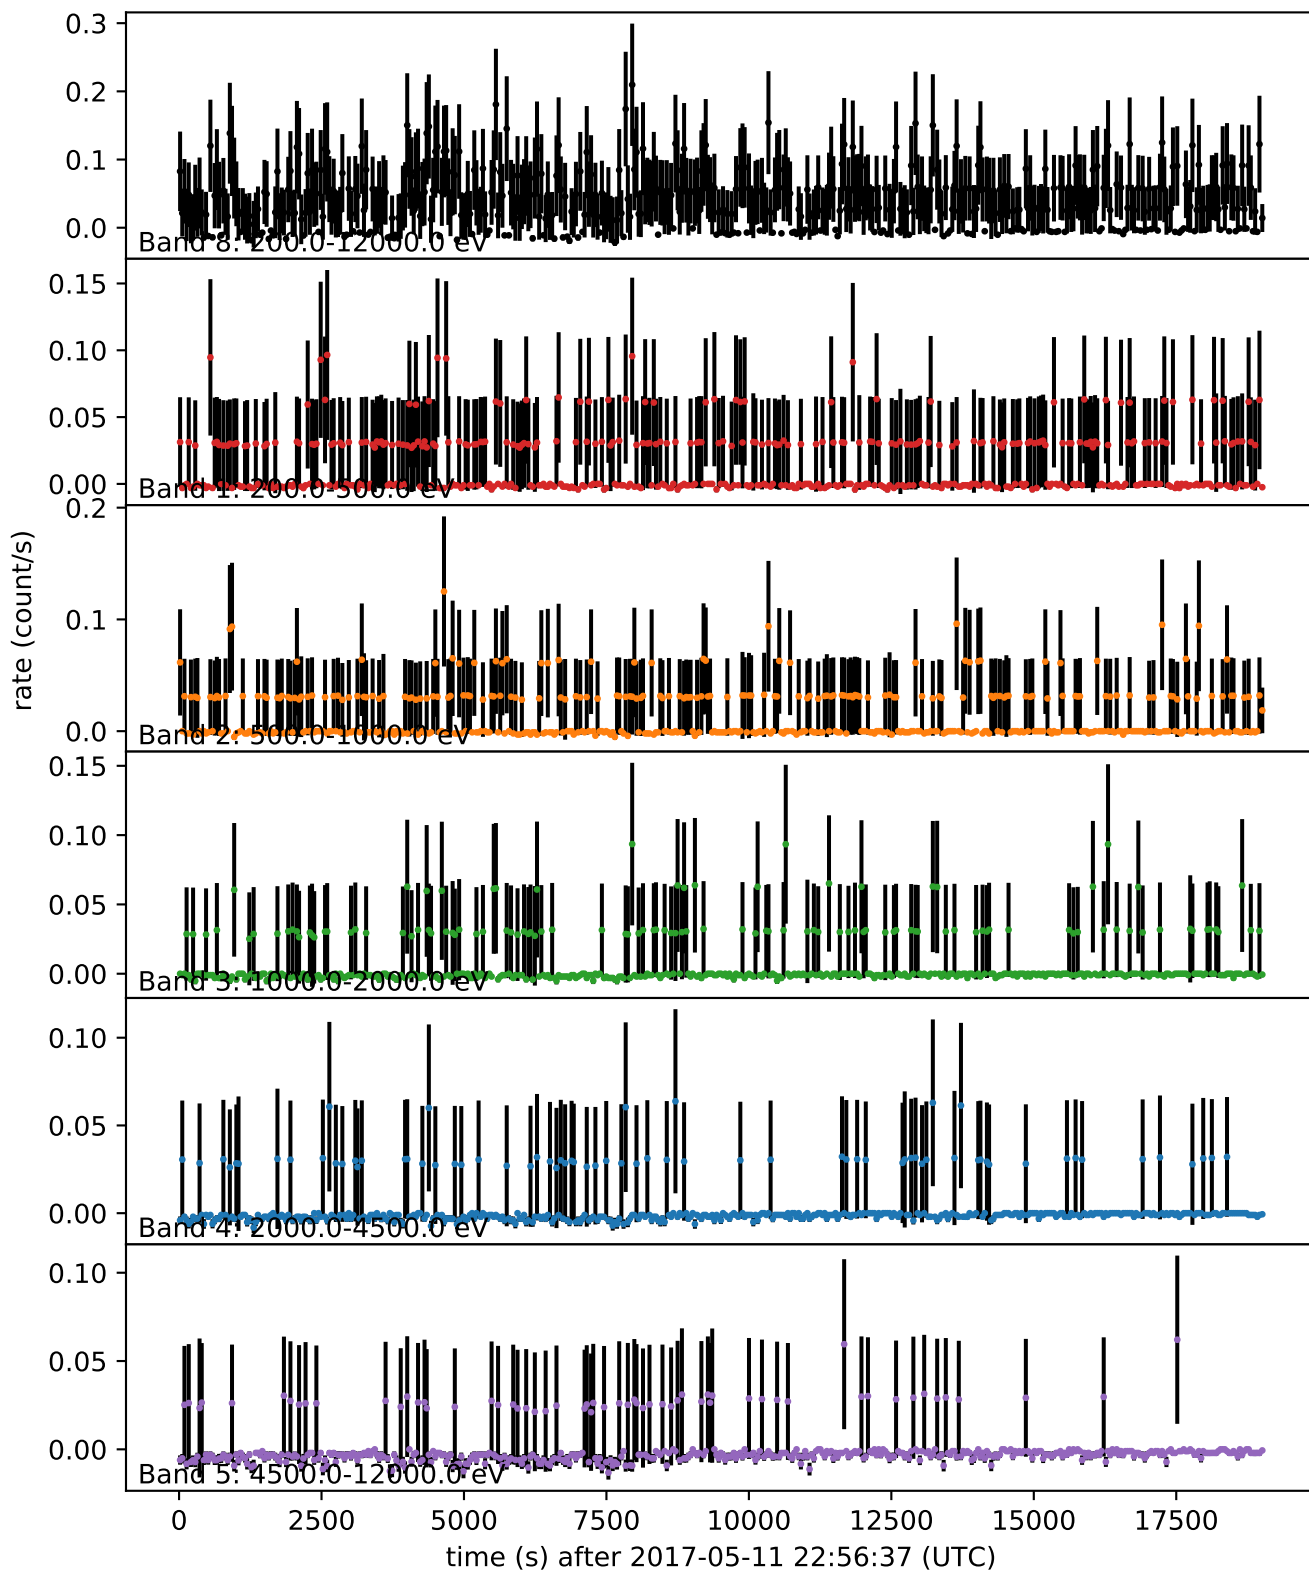 0.3
0.2
0.1
0.0
Band 8: 200.0-12000.0 eV
0.15
0.10
0.05
0.00
Band 1: 200.0-500.0 eV
0.2
0.1
0.0
Band 2: 500.0-1000.0 eV
rate (count/s)
0.15
0.10
0.05
0.00
Band 3: 1000.0-2000.0 eV
0.10
0.05
0.00
Band 4: 2000.0-4500.0 eV
0.10
0.05
0.00
Band 5: 4500.0-12000.0 eV
0 2500 5000 7500 10000 12500 15000 17500
time (s) after 2017-05-11 22:56:37 (UTC)